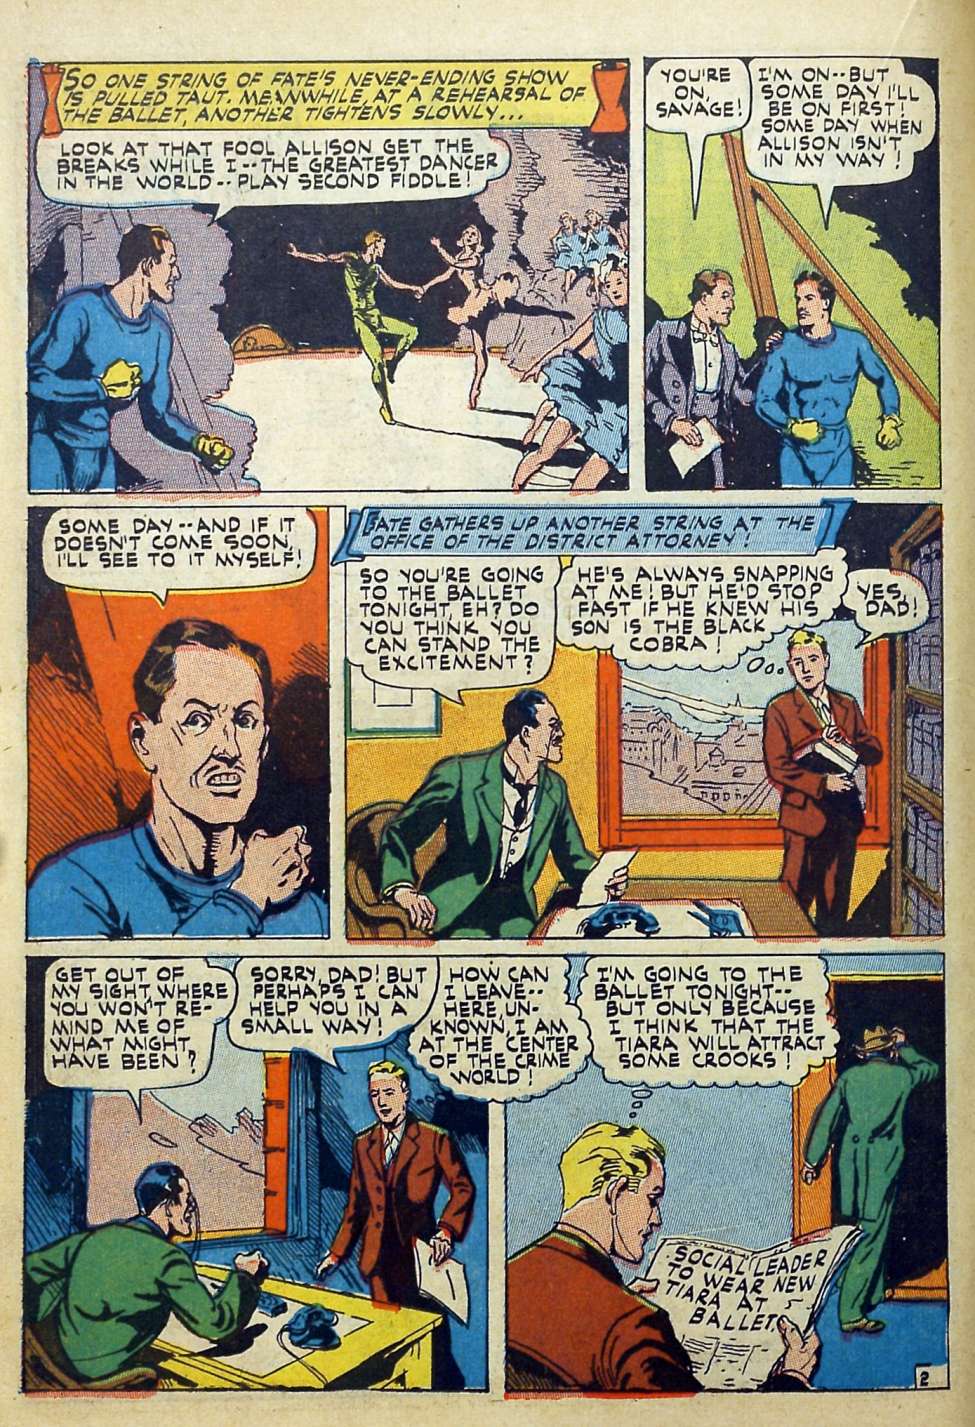 SO ONE STRING OF FATE'S NEVER-ENDING SHOW
IS PULLED TAUT. MEANWHILE, AT A REHEARSAL OF
THE BALLET, ANOTHER TIGHTENS SLOWLY...
LOOK AT THAT FOOL ALLISON GET THE
BREAKS WHILE I--THE GREATEST DANCER
IN THE WORLD--PLAY SECOND FIDDLE!
YOU'RE
ON,
SAVAGE!
I'M ON--BUT
SOME DAY I'LL
BE ON FIRST!
SOME DAY WHEN
ALLISON ISN'T
IN MY WAY!
SOME DAY--AND IF IT
DOESN'T COME SOON,
I'LL SEE TO IT MYSELF!
FATE GATHERS UP ANOTHER STRING AT THE
OFFICE OF THE DISTRICT ATTORNEY!
SO YOU'RE GOING
TO THE BALLET
TONIGHT, EH? DO
YOU THINK YOU
CAN STAND THE
EXCITEMENT?
HE'S ALWAYS SNAPPING
AT ME! BUT HE'D STOP
FAST IF HE KNEW HIS
SON IS THE BLACK
COBRA!
YES,
DAD!
GET OUT OF
MY SIGHT, WHERE
YOU WON'T RE-
MIND ME OF
WHAT MIGHT
HAVE BEEN?
SORRY, DAD! BUT
PERHAPS I CAN
HELP YOU IN A
SMALL WAY!
HOW CAN
I LEAVE--
HERE, UN-
KNOWN, I AM
AT THE CENTER
OF THE CRIME
WORLD!
I'M GOING TO THE
BALLET TONIGHT--
BUT ONLY BECAUSE
I THINK THAT THE
TIARA WILL ATTRACT
SOME CROOKS!
SOCIAL LEADER
TO WEAR NEW
TIARA AT
BALLET
2